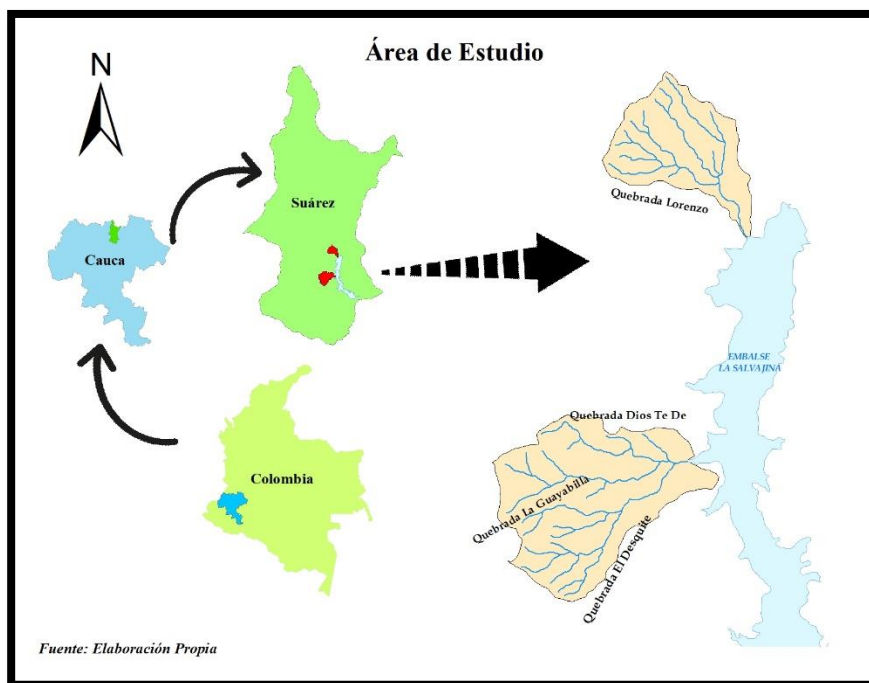 Área de Estudio
N
Suárez
Cauca
Colombia
Quebrada Lorenzo
EMBALSE
LA SALVAJINA
Quebrada Dios Te De
Quebrada La Guayabilla
Quebrada El Desquite
Fuente: Elaboración Propia